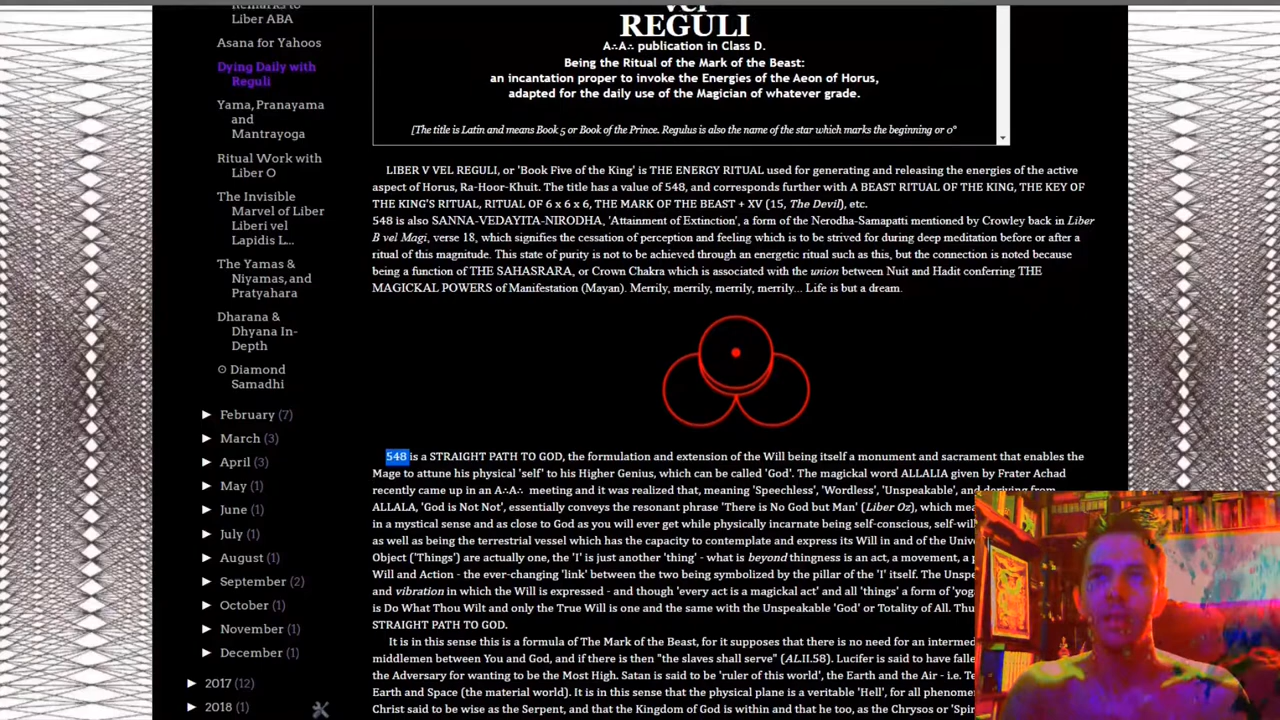 Remarks to
Liber ABA
Asana for Yahoos
Dying Daily with
Reguli
Yama, Pranayama
and
Mantrayoga
Ritual Work with
Liber O
The Invisible
Marvel of Liber
Liberi vel
Lapidis L...
The Yamas &
Niyamas, and
Pratyahara
Dharana &
Dhyana In-
Depth
⊙ Diamond
Samadhi
► February (7)
► March (3)
► April (3)
► May (1)
► June (1)
► July (1)
► August (1)
► September (2)
► October (1)
► November (1)
► December (1)
► 2017 (12)
► 2018 (1)
vel
REGULI
A∴A∴ publication in Class D.
Being the Ritual of the Mark of the Beast:
an incantation proper to invoke the Energies of the Aeon of Horus,
adapted for the daily use of the Magician of whatever grade.
[The title is Latin and means Book 5 or Book of the Prince. Regulus is also the name of the star which marks the beginning or 0°
LIBER V VEL REGULI, or 'Book Five of the King' is THE ENERGY RITUAL used for generating and releasing the energies of the active
aspect of Horus, Ra-Hoor-Khuit. The title has a value of 548, and corresponds further with A BEAST RITUAL OF THE KING, THE KEY OF
THE KING'S RITUAL, RITUAL OF 6 x 6 x 6, THE MARK OF THE BEAST + XV (15, The Devil), etc.
548 is also SANNA-VEDAYITA-NIRODHA, 'Attainment of Extinction', a form of the Nerodha-Samapatti mentioned by Crowley back in Liber
B vel Magi, verse 18, which signifies the cessation of perception and feeling which is to be strived for during deep meditation before or after a
ritual of this magnitude. This state of purity is not to be achieved through an energetic ritual such as this, but the connection is noted because
being a function of THE SAHASRARA, or Crown Chakra which is associated with the union between Nuit and Hadit conferring THE
MAGICKAL POWERS of Manifestation (Mayan). Merrily, merrily, merrily, merrily... Life is but a dream.
548 is a STRAIGHT PATH TO GOD, the formulation and extension of the Will being itself a monument and sacrament that enables the
Mage to attune his physical 'self' to his Higher Genius, which can be called 'God'. The magickal word ALLALIA given by Frater Achad
recently came up in an A∴A∴ meeting and it was realized that, meaning 'Speechless', 'Wordless', 'Unspeakable', and deriving from
ALLALA, 'God is Not Not', essentially conveys the resonant phrase 'There is No God but Man' (Liber Oz), which
in a mystical sense and as close to God as you will ever get while physically incarnate being self-conscious,
as well as being the terrestrial vessel which has the capacity to contemplate and express its Will in and of the
Object ('Things') are actually one, the 'I' is just another 'thing' - what is beyond thingness is an act, a movement, a
Will and Action - the ever-changing 'link' between the two being symbolized by the pillar of the 'I' itself. The
and vibration in which the Will is expressed - and though 'every act is a magickal act' and all 'things' a form of
is Do What Thou Wilt and only the True Will is one and the same with the Unspeakable 'God' or Totality of All.
STRAIGHT PATH TO GOD.
It is in this sense this is a formula of The Mark of the Beast, for it supposes that there is no need for an
middlemen between You and God, and if there is then "the slaves shall serve" (AL.II.58). Lucifer is said to have
the Adversary for wanting to be the Most High. Satan is said to be 'ruler of this world', the Earth and the Air - i.e.
Earth and Space (the material world). It is in this sense that the physical plane is a veritable 'Hell', for all
Christ said to be wise as the Serpent, and that the Kingdom of God is within and that he too, as the Chrysos or